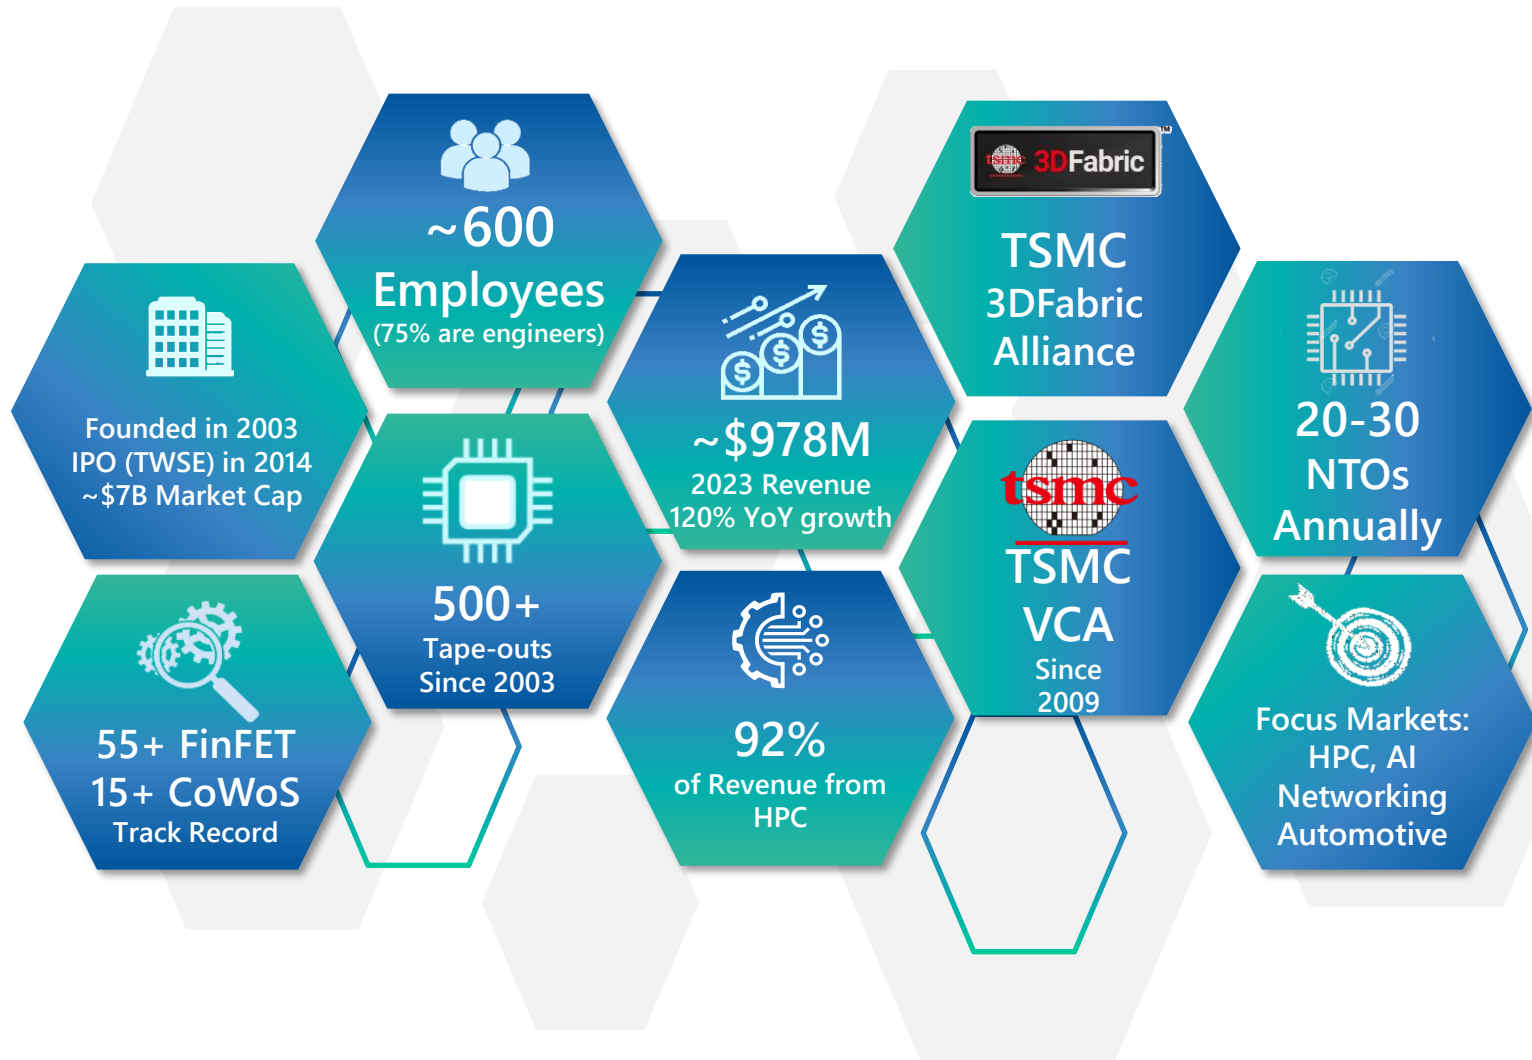 ~600
Employees
(75% are engineers)
tsmc 3DFabric™
TSMC
3DFabric
Alliance
Founded in 2003
IPO (TWSE) in 2014
~$7B Market Cap
$ $ $
~$978M
2023 Revenue
120% YoY growth
20-30
NTOs
Annually
500+
Tape-outs
Since 2003
tsmc
TSMC
VCA
Since
2009
55+ FinFET
15+ CoWoS
Track Record
92%
of Revenue from
HPC
Focus Markets:
HPC, AI
Networking
Automotive